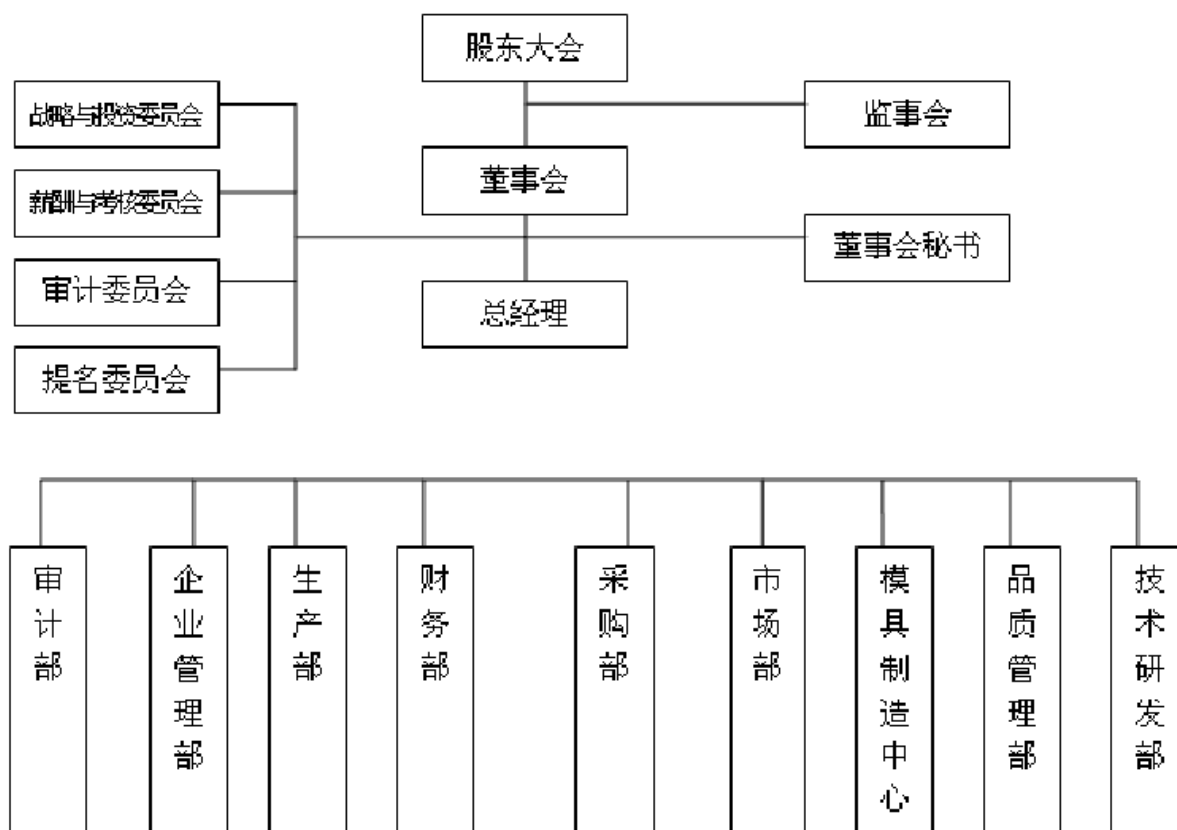 股东大会
战略与投资委员会
监事会
薪酬与考核委员会
董事会
审计委员会
董事会秘书
提名委员会
总经理
审计部
企业管理部
生产部
财务部
采购部
市场部
模具制造中心
品质管理部
技术研发部